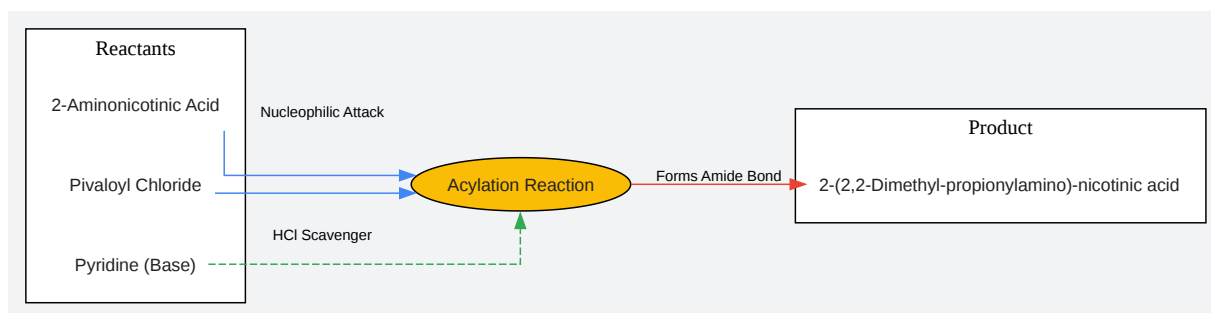 Reactants
2-Aminonicotinic Acid
Nucleophilic Attack
Pivaloyl Chloride
HCl Scavenger
Pyridine (Base)
Acylation Reaction
Forms Amide Bond
Product
2-(2,2-Dimethyl-propionylamino)-nicotinic acid